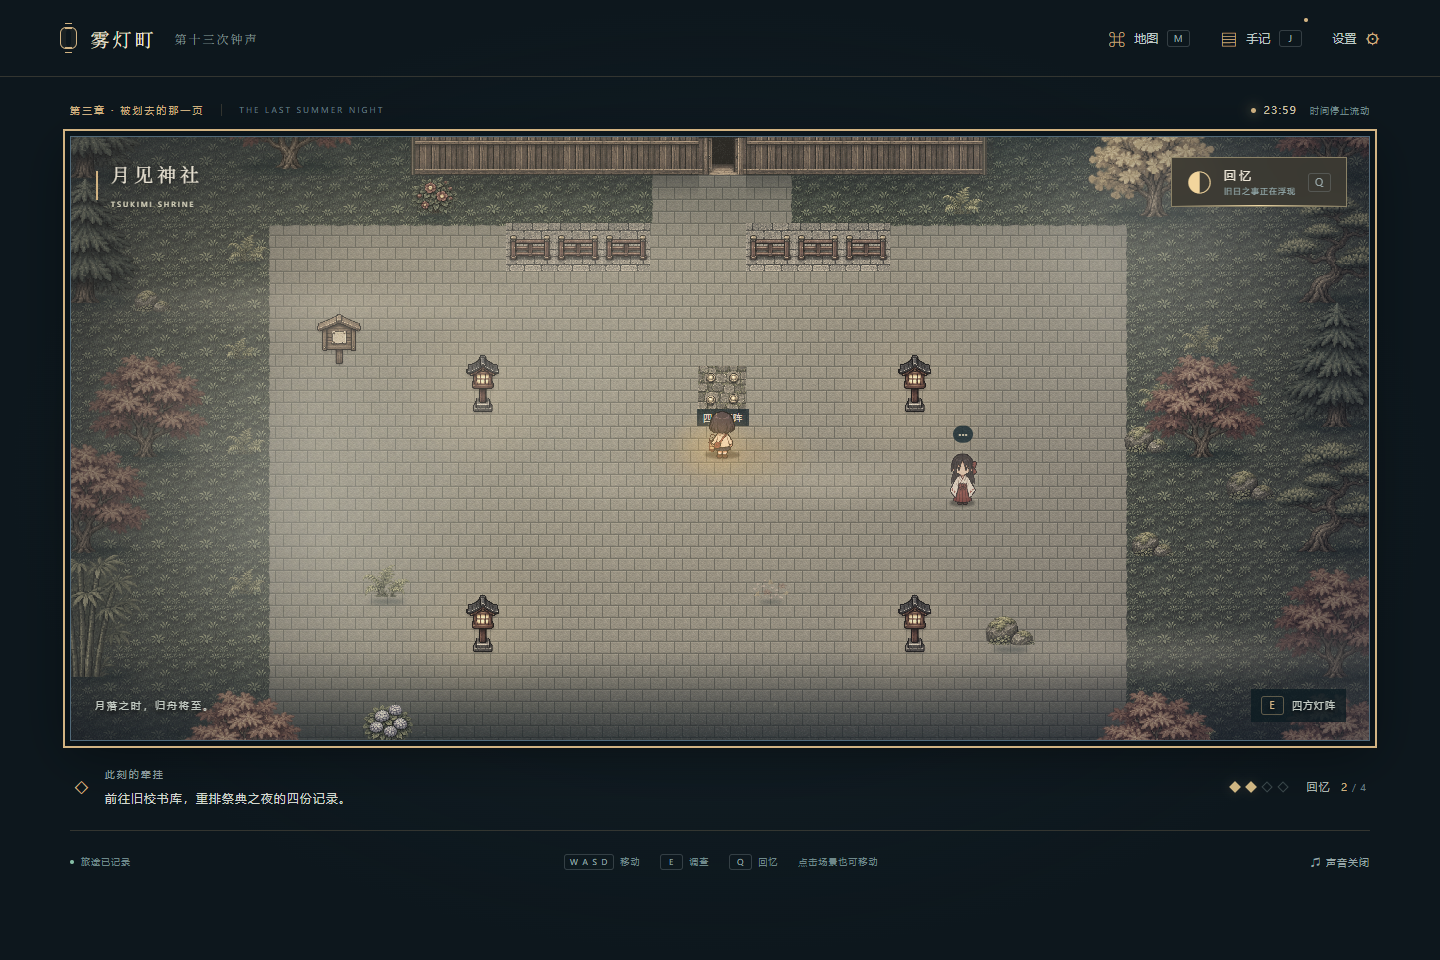 雾灯町 第十三次钟声
地图 M 手记 J 设置
第三章 · 被划去的那一页 THE LAST SUMMER NIGHT
23:59 时间停止流动
月见神社
TSUKIMI SHRINE
回忆
旧日之事正在浮现
Q
四 阵
月落之时，归舟将至。
E 四方灯阵
此刻的牵挂
前往旧校书库，重排祭典之夜的四份记录。
回忆 2 / 4
旅途已记录
WASD 移动 E 调查 Q 回忆 点击场景也可移动
声音关闭